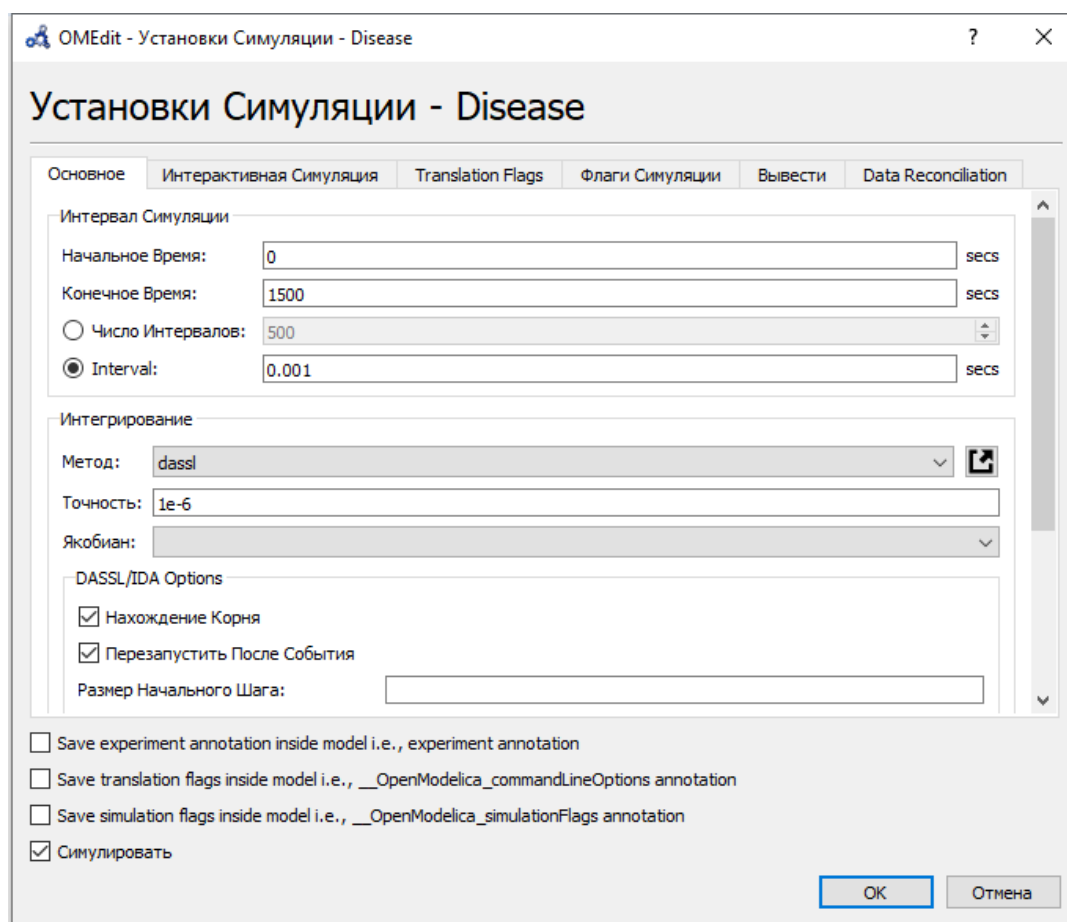 OMEdit - Установки Симуляции - Disease ?
Установки Симуляции - Disease
Основное Интерактивная Симуляция Translation Flags Флаги Симуляции Вывести Data Reconciliation
Интервал Симуляции
Начальное Время: 0 secs
Конечное Время: 1500 secs
Число Интервалов: 500
Interval: 0.001 secs
Интегрирование
Метод: dassl
Точность: 1e-6
Якобиан:
DASSL/IDA Options
Нахождение Корня
Перезапустить После События
Размер Начального Шага:
Save experiment annotation inside model i.e., experiment annotation
Save translation flags inside model i.e., __OpenModelica_commandLineOptions annotation
Save simulation flags inside model i.e., __OpenModelica_simulationFlags annotation
Симулировать
OK Отмена